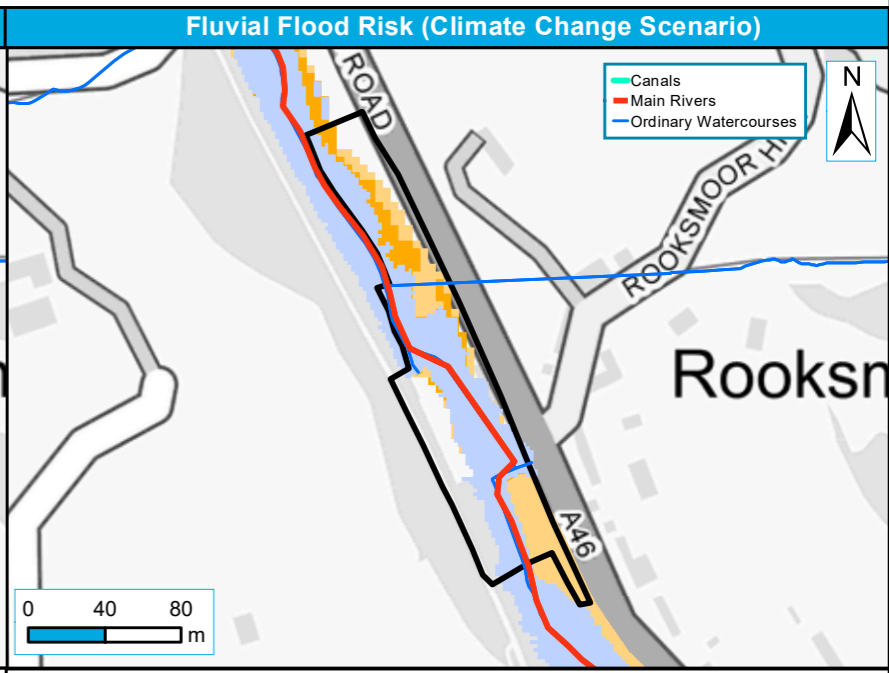 Fluvial Flood Risk (Climate Change Scenario)
ROAD
Canals
Main Rivers
Ordinary Watercourses
N
ROOKSMOOR HI
Rooksm
A46
0 40 80
m